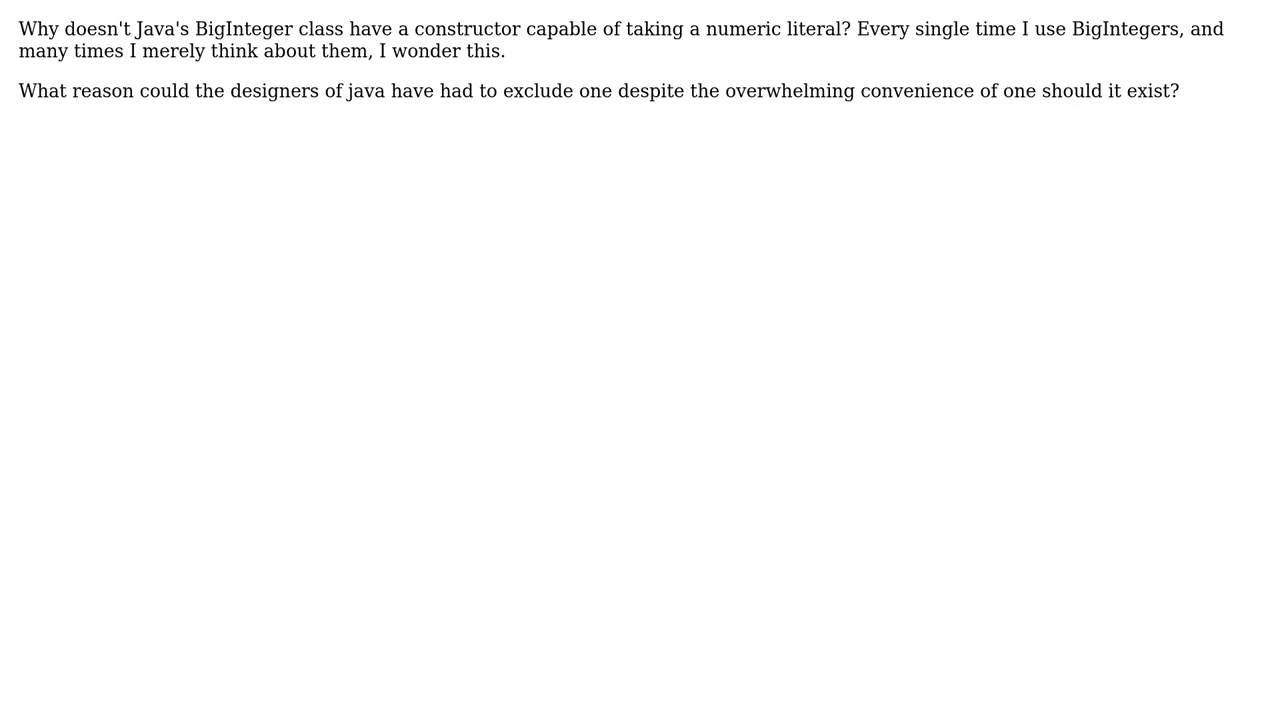 Why doesn't Java's BigInteger class have a constructor capable of taking a numeric literal? Every single time I use BigIntegers, and
many times I merely think about them, I wonder this.
What reason could the designers of java have had to exclude one despite the overwhelming convenience of one should it exist?